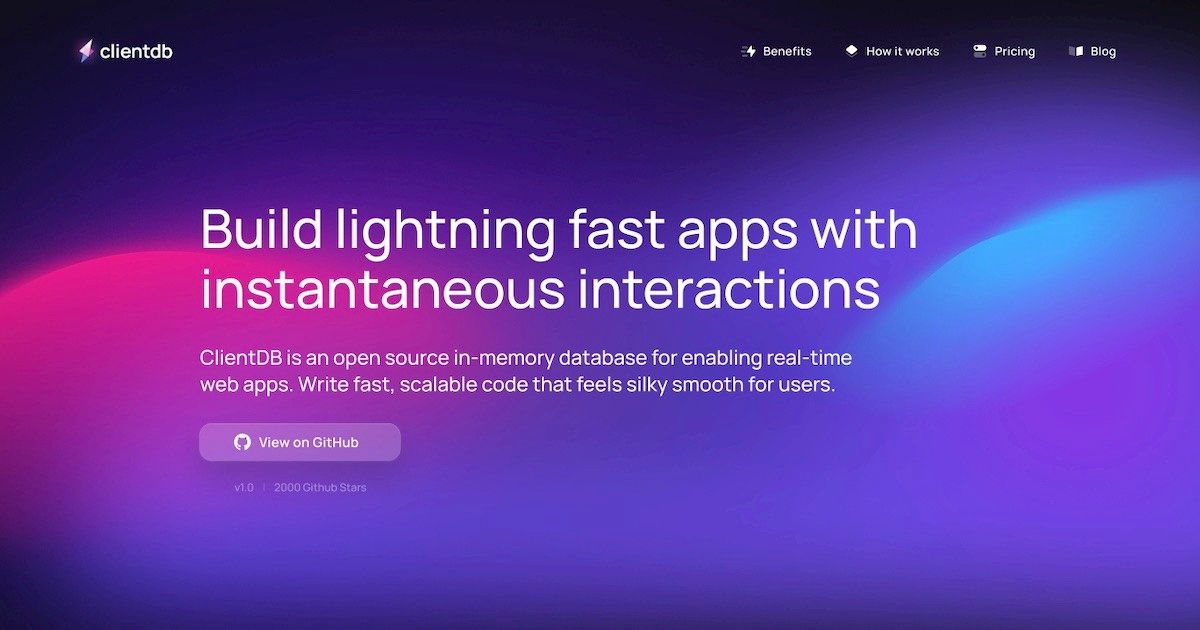 clientdb
Benefits
How it works
Pricing
Blog
Build lightning fast apps with
instantaneous interactions
ClientDB is an open source in-memory database for enabling real-time
web apps. Write fast, scalable code that feels silky smooth for users.
View on GitHub
v1.0 | 2000 Github Stars